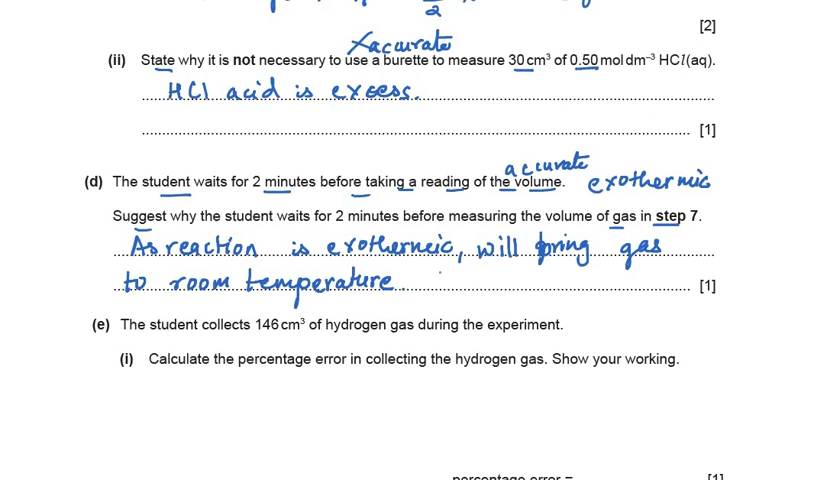 2
[2]
✗accurate
(ii) State why it is not necessary to use a burette to measure 30 cm³ of 0.50 mol dm⁻³ HCl(aq).
HCl acid is excess.
[1]
accurate
(d) The student waits for 2 minutes before taking a reading of the volume. exothermic
Suggest why the student waits for 2 minutes before measuring the volume of gas in step 7.
As reaction is exothermic, will bring gas
to room temperature. [1]
(e) The student collects 146 cm³ of hydrogen gas during the experiment.
(i) Calculate the percentage error in collecting the hydrogen gas. Show your working.
percentage error = [1]